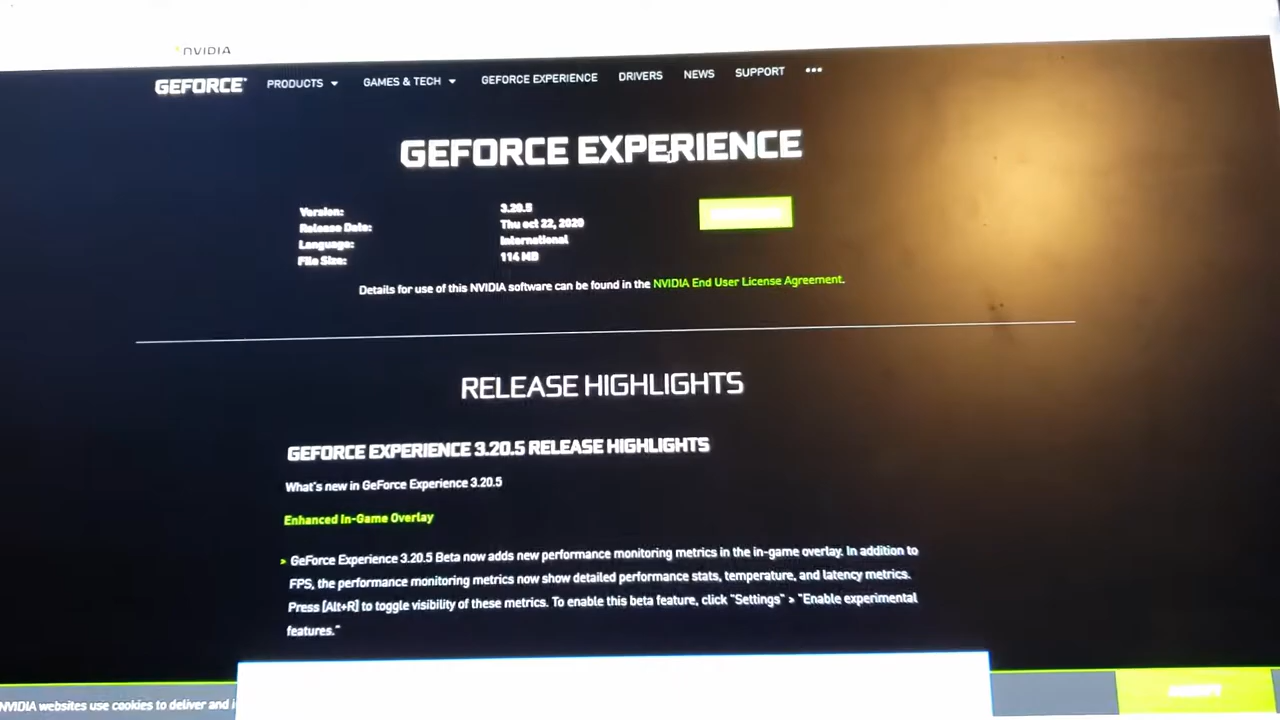 NVIDIA
GEFORCE PRODUCTS GAMES & TECH GEFORCE EXPERIENCE DRIVERS NEWS SUPPORT •••
GEFORCE EXPERIENCE
Version: 3.20.5
Release Date: Thu oct 22, 2020
Language: International
File Size: 114 MB
Details for use of this NVIDIA software can be found in the NVIDIA End User License Agreement.
RELEASE HIGHLIGHTS
GEFORCE EXPERIENCE 3.20.5 RELEASE HIGHLIGHTS
What's new in GeForce Experience 3.20.5
Enhanced In-Game Overlay
> GeForce Experience 3.20.5 Beta now adds new performance monitoring metrics in the in-game overlay. In addition to
FPS, the performance monitoring metrics now show detailed performance stats, temperature, and latency metrics.
Press [Alt+R] to toggle visibility of these metrics. To enable this beta feature, click "Settings" > "Enable experimental
features."
NVIDIA websites use cookies to deliver and